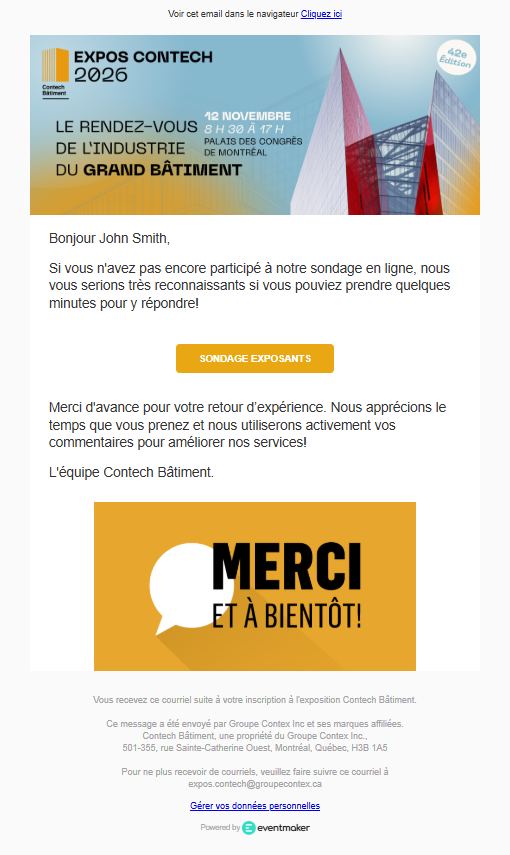 Voir cet email dans le navigateur Cliquez ici
EXPOS CONTECH
2026
42e
Édition
Contech
Bâtiment
LE RENDEZ-VOUS
DE L'INDUSTRIE
DU GRAND BÂTIMENT
12 NOVEMBRE
8 H 30 À 17 H
PALAIS DES CONGRÈS
DE MONTRÉAL
Bonjour John Smith,
Si vous n'avez pas encore participé à notre sondage en ligne, nous
vous serions très reconnaissants si vous pouviez prendre quelques
minutes pour y répondre!
SONDAGE EXPOSANTS
Merci d'avance pour votre retour d’expérience. Nous apprécions le
temps que vous prenez et nous utiliserons activement vos
commentaires pour améliorer nos services!
L'équipe Contech Bâtiment.
MERCI
ET À BIENTÔT!
Vous recevez ce courriel suite à votre inscription à l'exposition Contech Bâtiment.
Ce message a été envoyé par Groupe Contex Inc et ses marques affiliées.
Contech Bâtiment, une propriété du Groupe Contex Inc.,
501-355, rue Sainte-Catherine Ouest, Montréal, Québec, H3B 1A5
Pour ne plus recevoir de courriels, veuillez faire suivre ce courriel à
expos.contech@groupecontex.ca
Gérer vos données personnelles
Powered by eventmaker